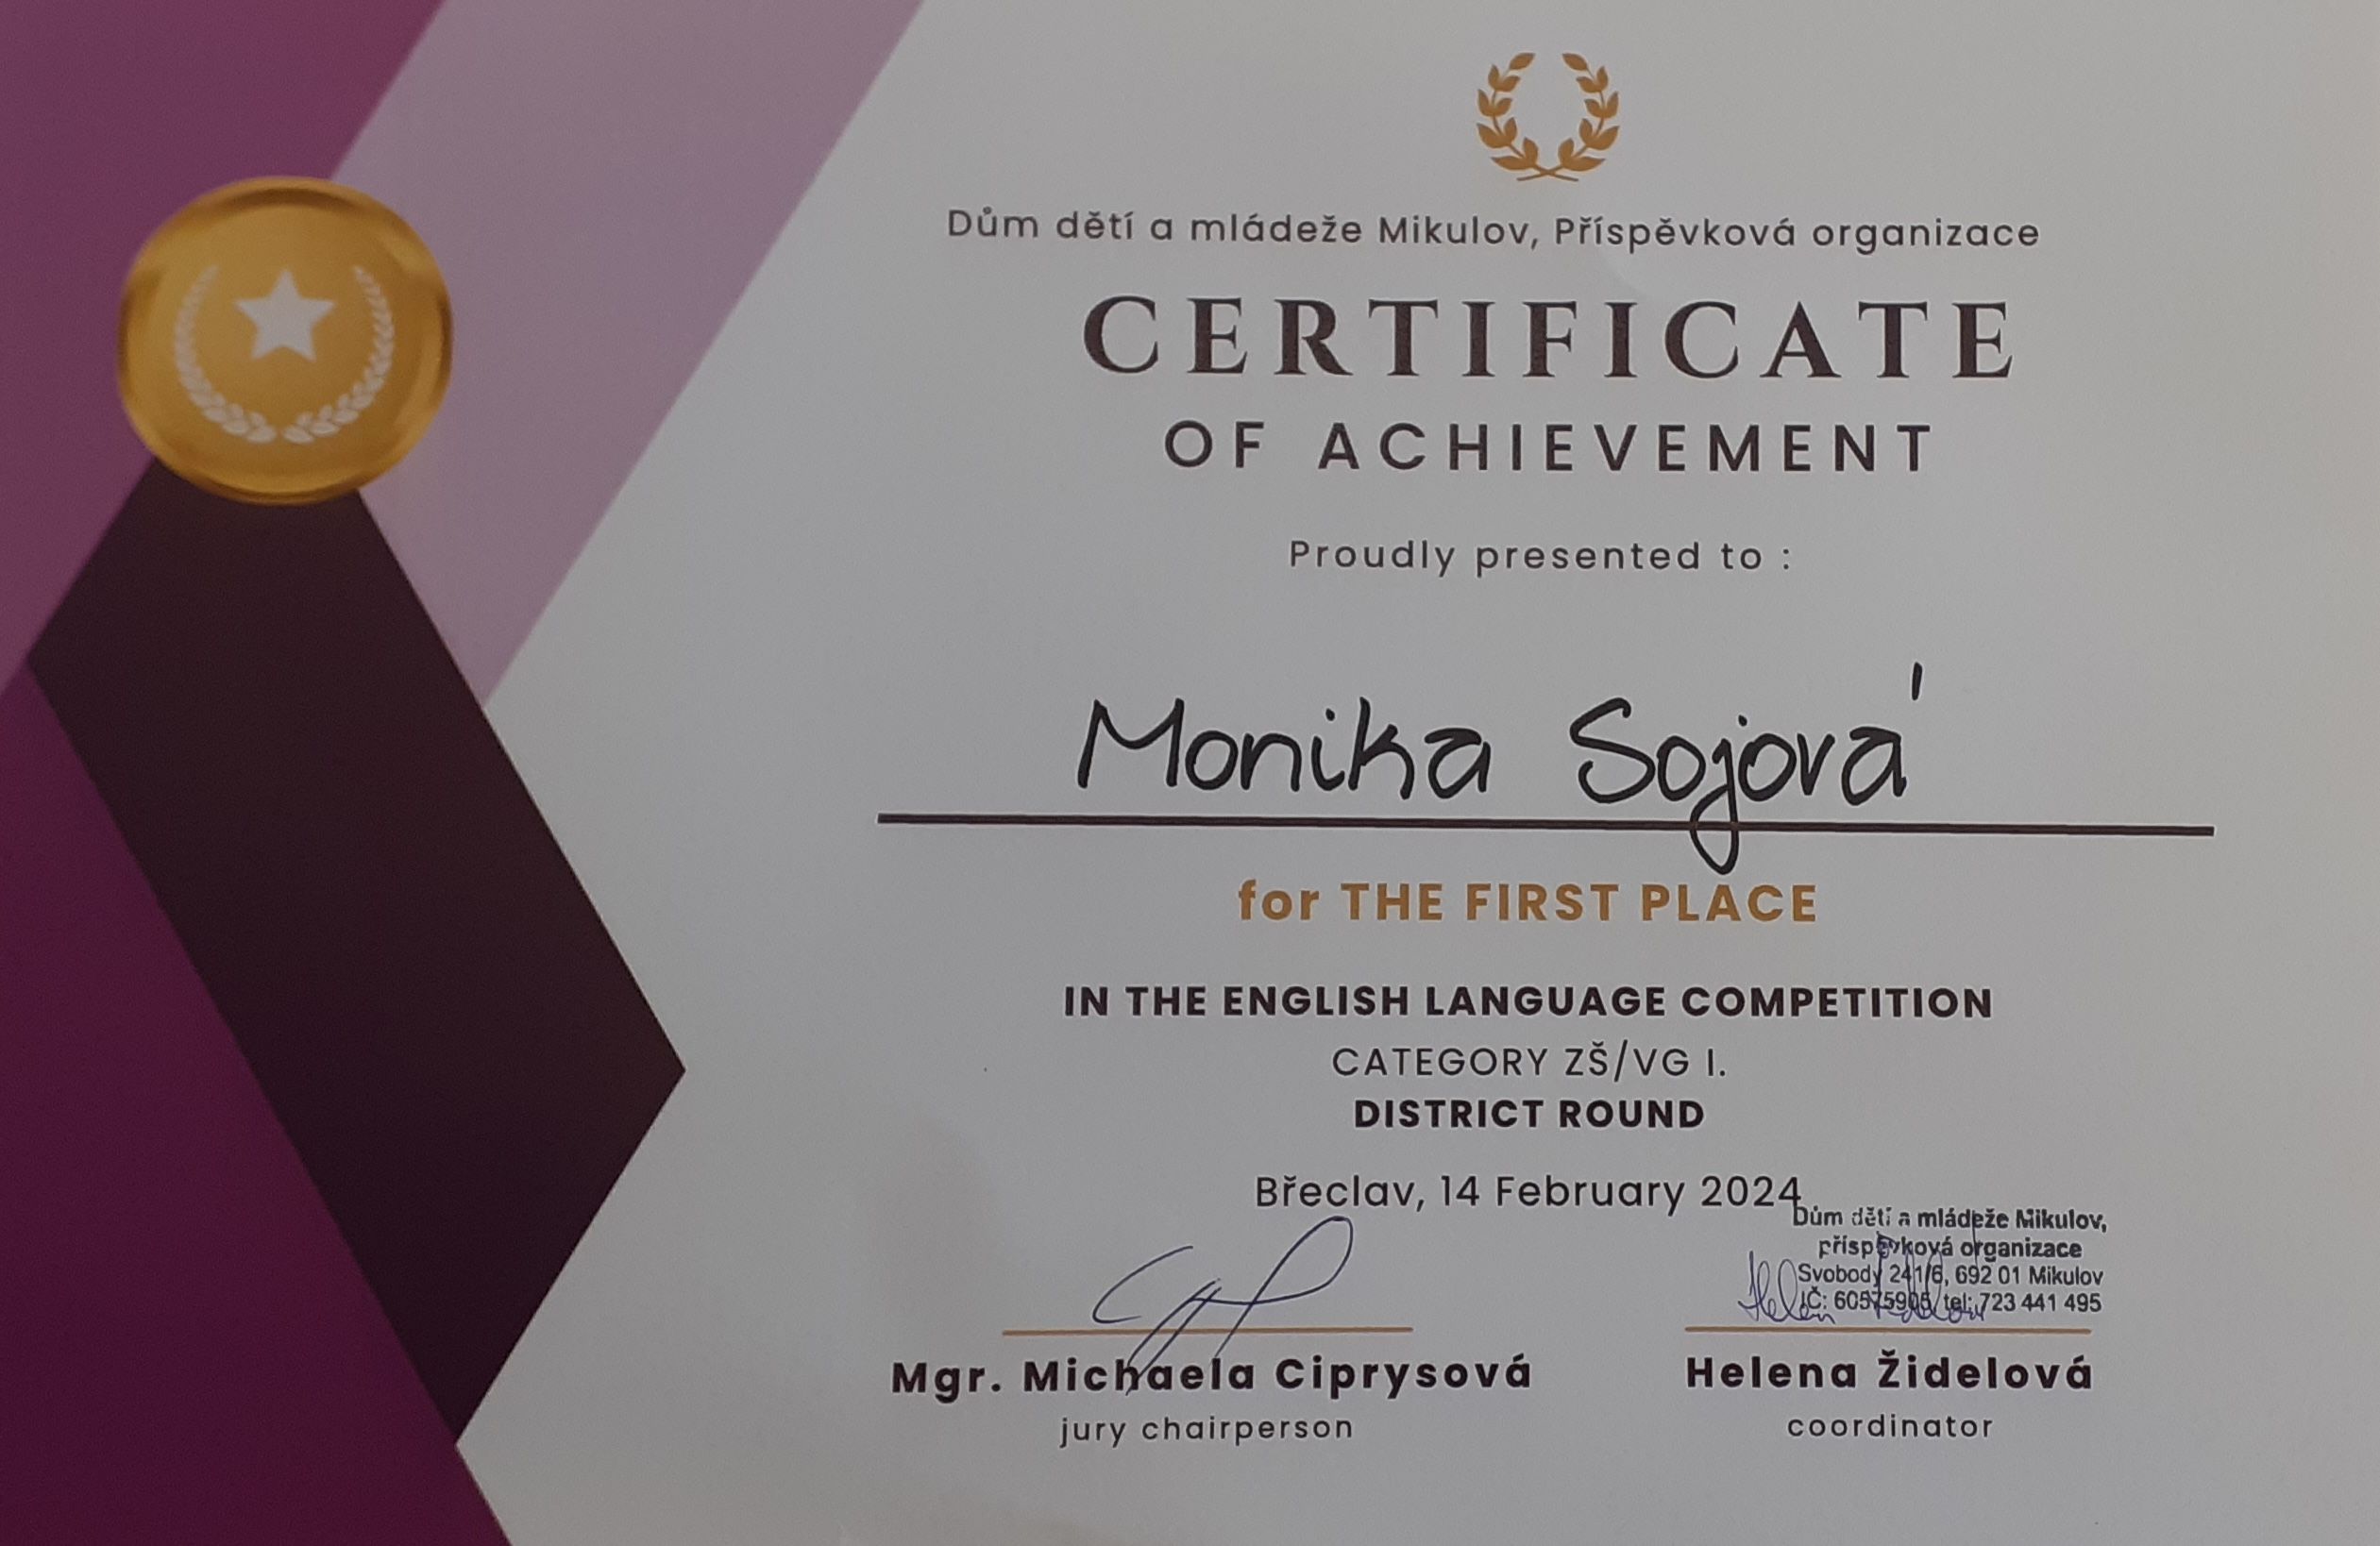 Dům dětí a mládeže Mikulov, Příspěvková organizace
CERTIFICATE
OF ACHIEVEMENT
Proudly presented to :
Monika Sojová
for THE FIRST PLACE
IN THE ENGLISH LANGUAGE COMPETITION
CATEGORY ZŠ/VG I.
DISTRICT ROUND
Břeclav, 14 February 2024
Dům dětí a mládeže Mikulov,
příspěvková organizace
Svobody 241/6, 692 01 Mikulov
IČ: 60575905, tel: 723 441 495
Mgr. Michaela Ciprysová
jury chairperson
Helena Židelová
coordinator